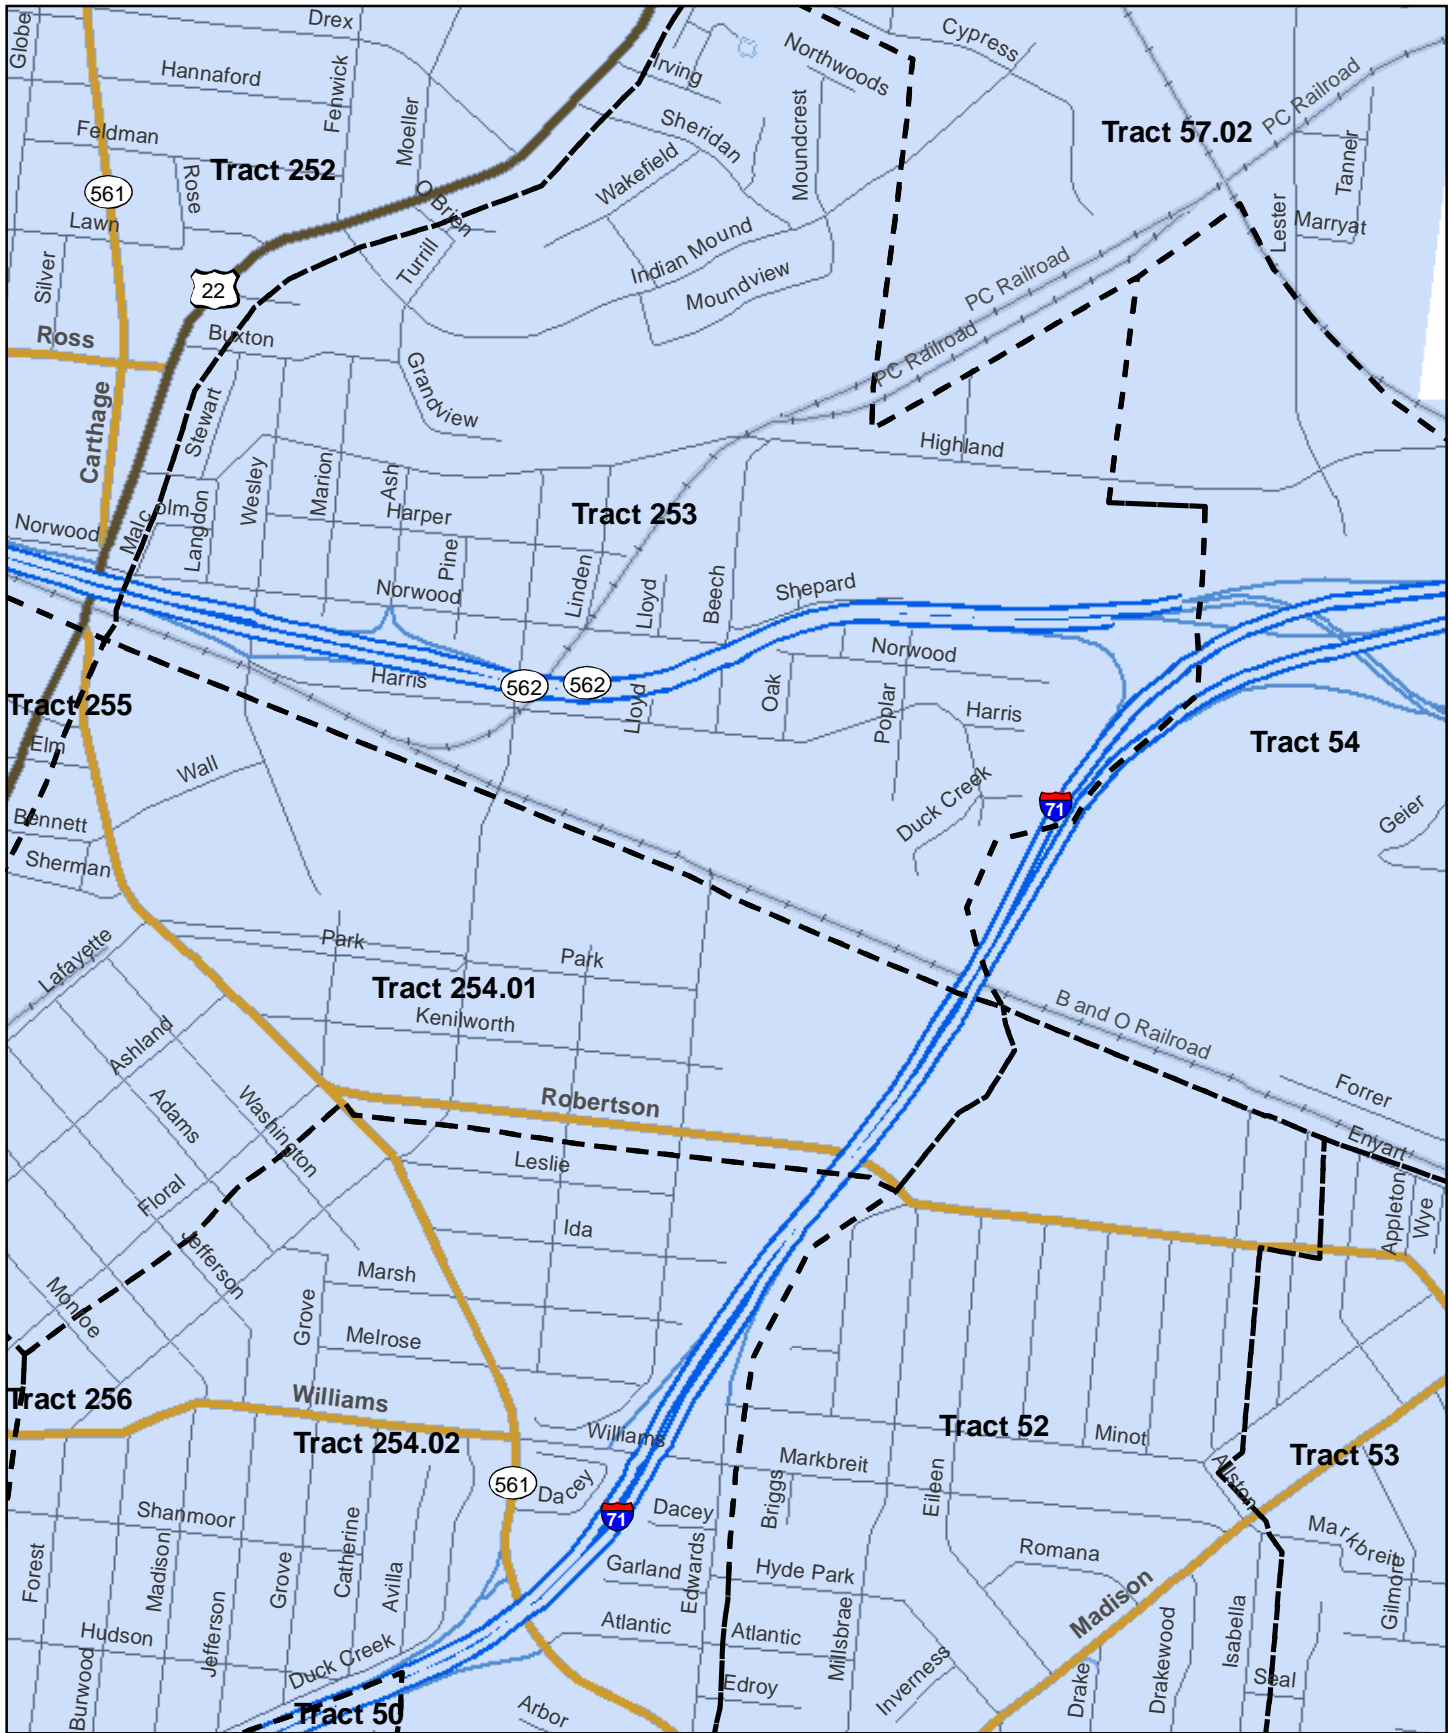 Globe
Drex
Hannaford
Fenwick
Moeller
Irving
Northwoods
Cypress
PC Railroad
Tract 57.02
Feldman
Tract 252
Sheridan
Moundcrest
Tanner
561
Rose
Wakefield
Lawn
O Brien
Lester
Marryat
Silver
Turrill
Indian Mound
Moundview
PC Railroad
22
Ross
Buxton
PC Railroad
Grandview
Carthage
Stewart
Highland
Wesley
Marion
Ash
Norwood
Malcolm
Langdon
Harper
Tract 253
Pine
Linden
Norwood
Lloyd
Beech
Shepard
Norwood
Harris
562
562
Lloyd
Oak
Poplar
Harris
Tract 255
Elm
Wall
Tract 54
Duck Creek
71
Geier
Bennett
Sherman
Lafayette
Park
Park
Tract 254.01
Kenilworth
B and O Railroad
Ashland
Adams
Washington
Robertson
Forrer
Enyart
Leslie
Floral
Appleton
Wye
Ida
Jefferson
Marsh
Monroe
Grove
Melrose
Tract 256
Williams
Tract 254.02
Williams
Tract 52
Minot
Tract 53
Markbreit
561
Dacey
71
Dacey
Briggs
Eileen
Allston
Markbreit
Shanmoor
Forest
Madison
Jefferson
Grove
Catherine
Avilla
Garland
Edwards
Hyde Park
Romana
Gilmore
Madison
Hudson
Burwood
Duck Creek
Atlantic
Atlantic
Millsbrae
Inverness
Drake
Drakewood
Isabella
Seal
Edroy
Tract 50
Arbor